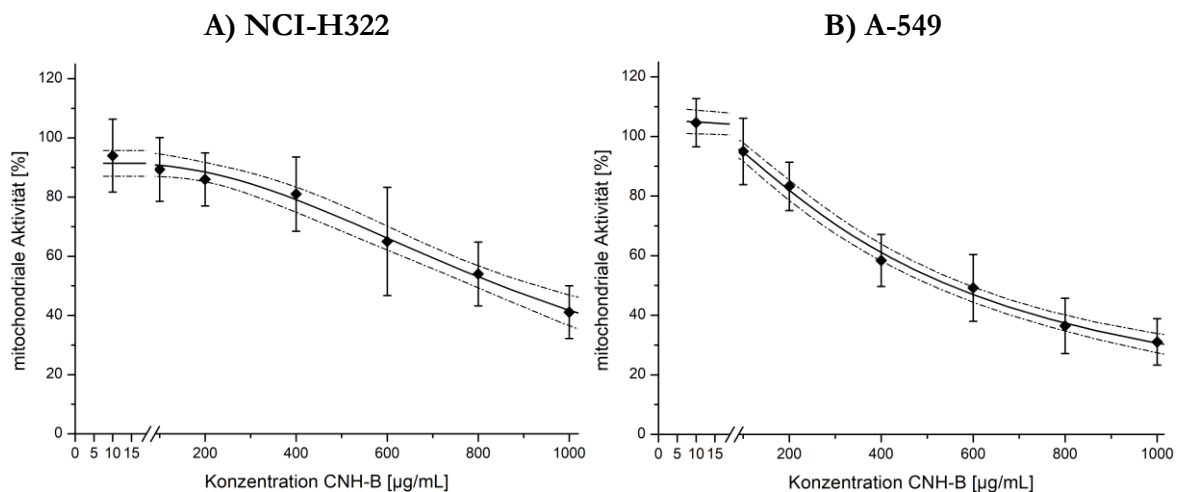 A) NCI-H322
B) A-549
mitochondriale Aktivität [%]
120
100
80
60
40
20
0
0 5 10 15 200 400 600 800 1000
Konzentration CNH-B [µg/mL]
mitochondriale Aktivität [%]
120
100
80
60
40
20
0
0 5 10 15 200 400 600 800 1000
Konzentration CNH-B [µg/mL]